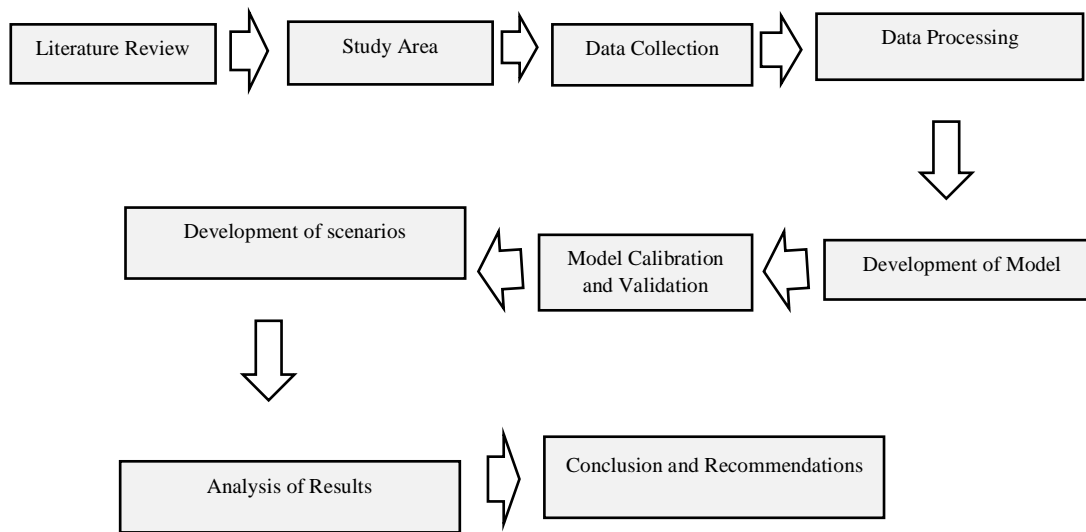 Literature Review
Study Area
Data Collection
Data Processing
Development of Model
Model Calibration
and Validation
Development of scenarios
Analysis of Results
Conclusion and Recommendations